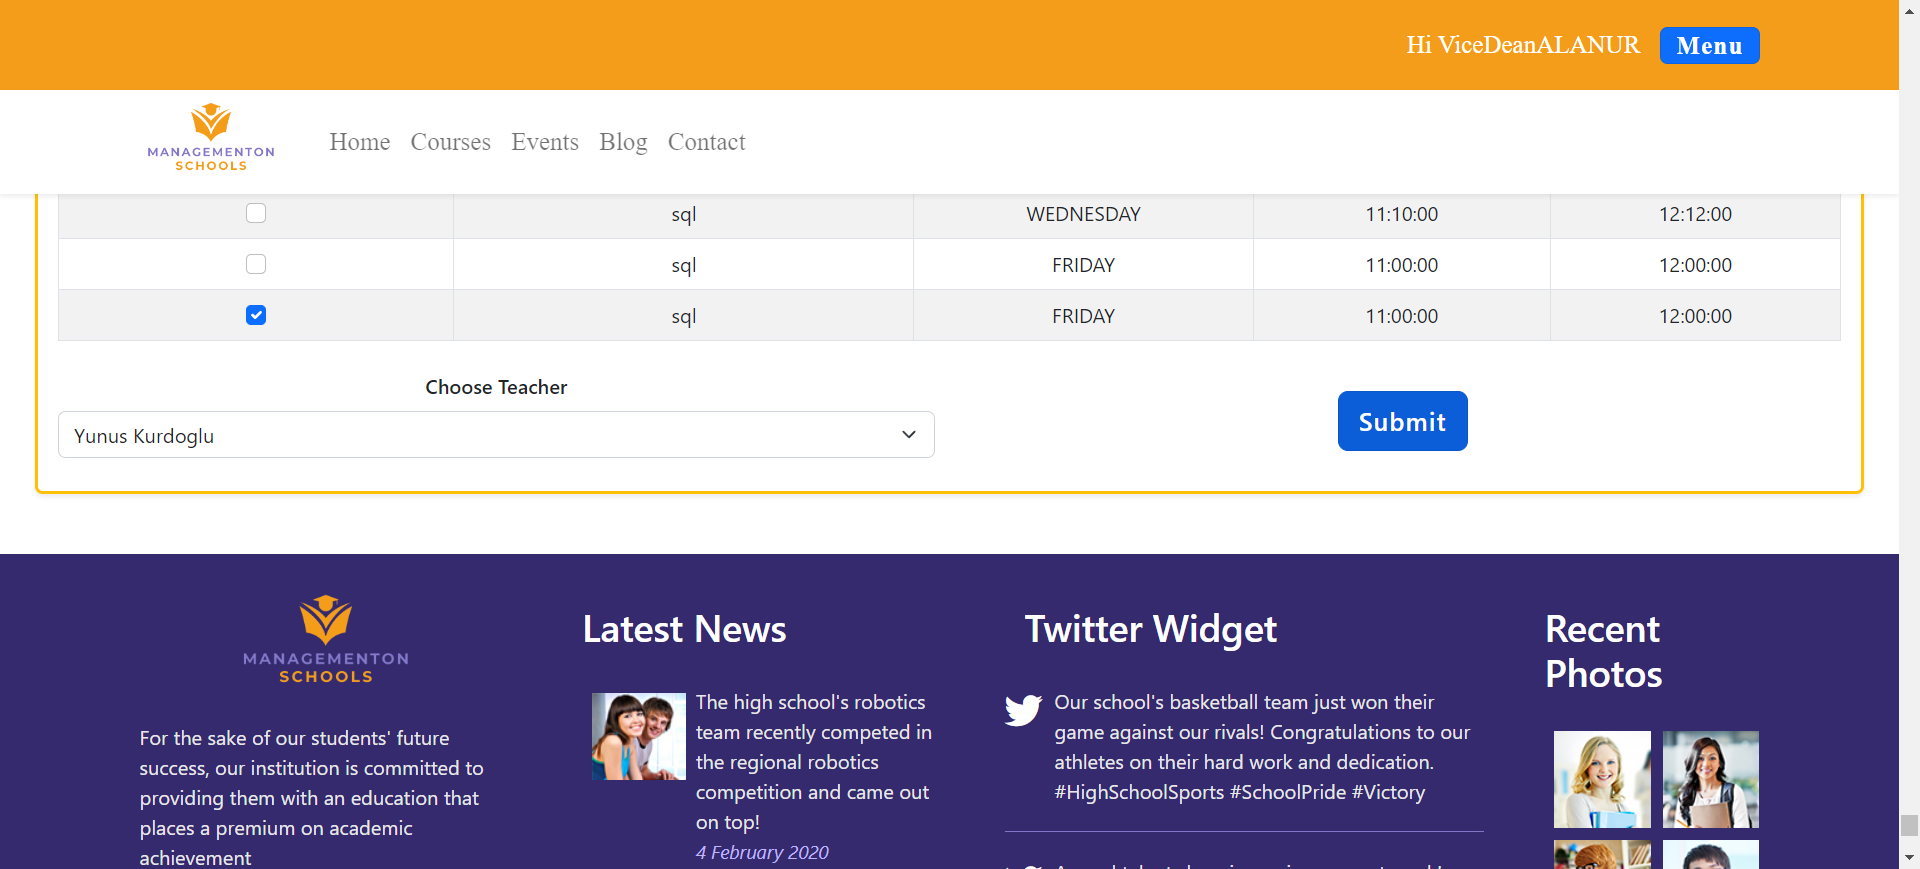 Hi ViceDeanALANUR Menu
MANAGEMENTON
SCHOOLS
Home Courses Events Blog Contact
sql WEDNESDAY 11:10:00 12:12:00
sql FRIDAY 11:00:00 12:00:00
sql FRIDAY 11:00:00 12:00:00
Choose Teacher
Yunus Kurdoglu
Submit
MANAGEMENTON
SCHOOLS
For the sake of our students' future
success, our institution is committed to
providing them with an education that
places a premium on academic
achievement
Latest News
The high school's robotics
team recently competed in
the regional robotics
competition and came out
on top!
4 February 2020
Twitter Widget
Our school's basketball team just won their
game against our rivals! Congratulations to our
athletes on their hard work and dedication.
#HighSchoolSports #SchoolPride #Victory
Recent
Photos